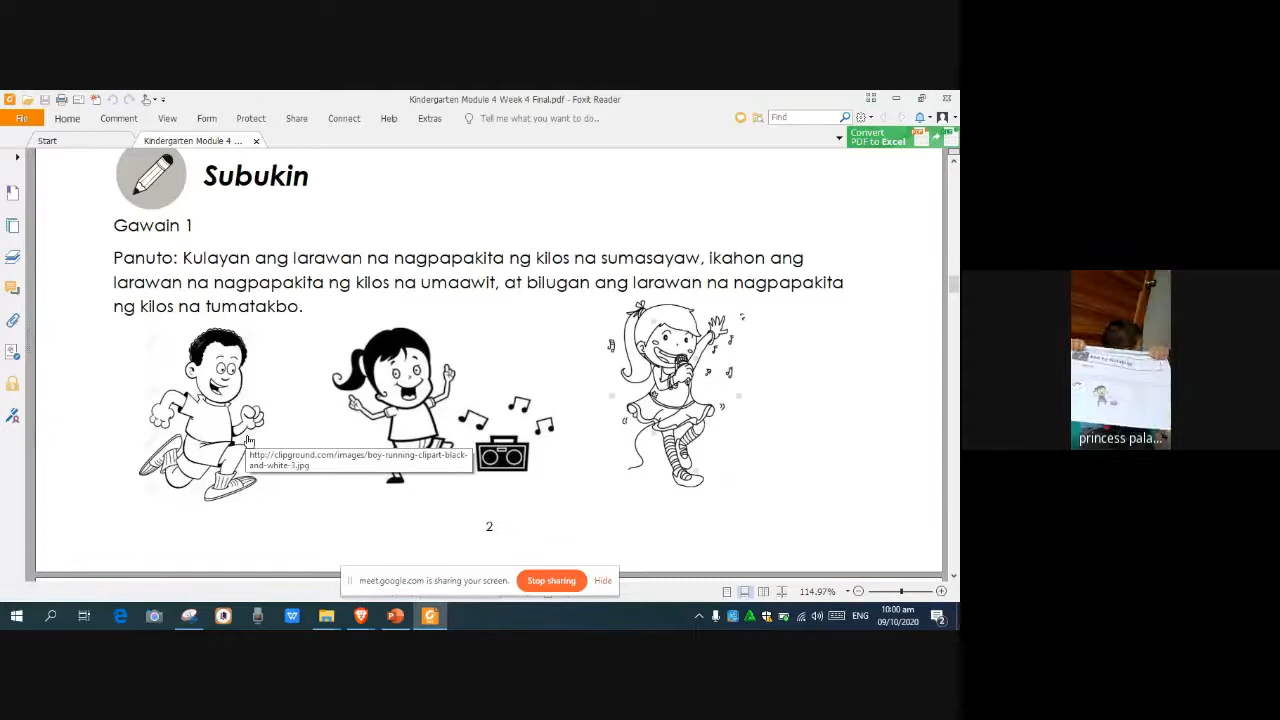 Kindergarten Module 4 Week 4 Final.pdf - Foxit Reader
File Home Comment View Form Protect Share Connect Help Extras Tell me what you want to do.. Find
Start Kindergarten Module 4 ... Convert
PDF to Excel
Subukin
Gawain 1
Panuto: Kulayan ang larawan na nagpapakita ng kilos na sumasayaw, ikahon ang
larawan na nagpapakita ng kilos na umaawit, at bilugan ang larawan na nagpapakita
ng kilos na tumatakbo.
http://clipground.com/images/boy-running-clipart-black-
and-white-3.jpg
2
princess pala...
meet.google.com is sharing your screen. Stop sharing Hide
114.97%
ENG
10:00 am
09/10/2020
2